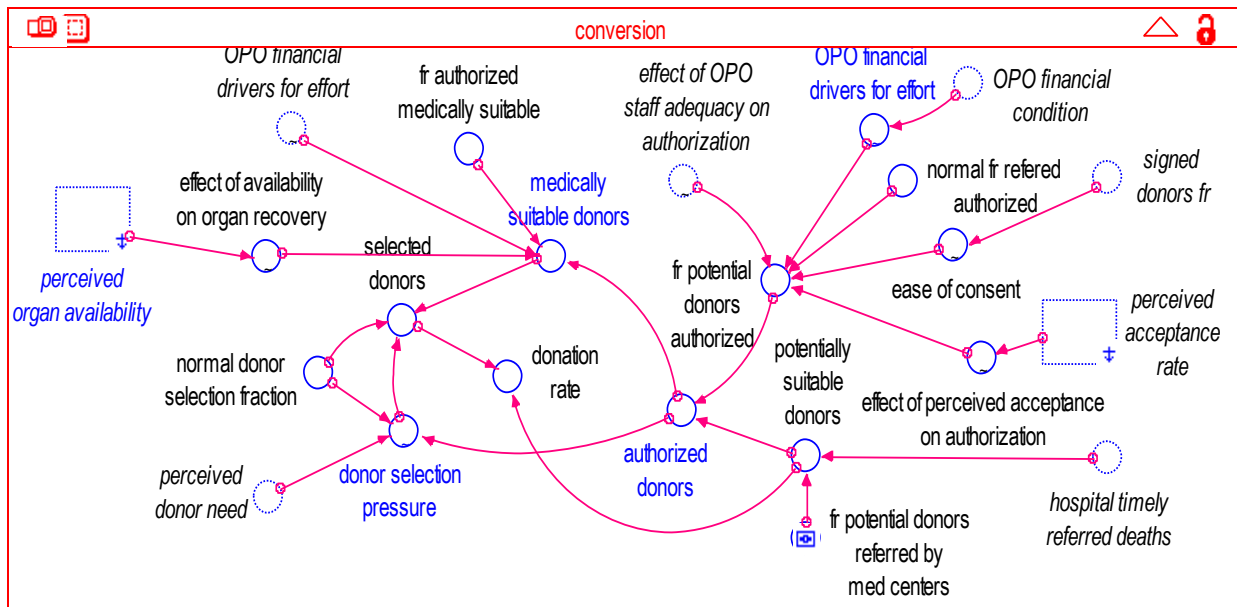 conversion
OPO financial
drivers for effort
fr authorized
medically suitable
effect of OPO
staff adequacy on
authorization
OPO financial
drivers for effort
OPO financial
condition
effect of availability
on organ recovery
medically
suitable donors
normal fr refered
authorized
signed
donors fr
selected
donors
perceived
organ availability
fr potential
donors
authorized
ease of consent
perceived
acceptance
rate
normal donor
selection fraction
donation
rate
potentially
suitable
donors
effect of perceived acceptance
on authorization
perceived
donor need
donor selection
pressure
authorized
donors
fr potential donors
referred by
med centers
hospital timely
referred deaths